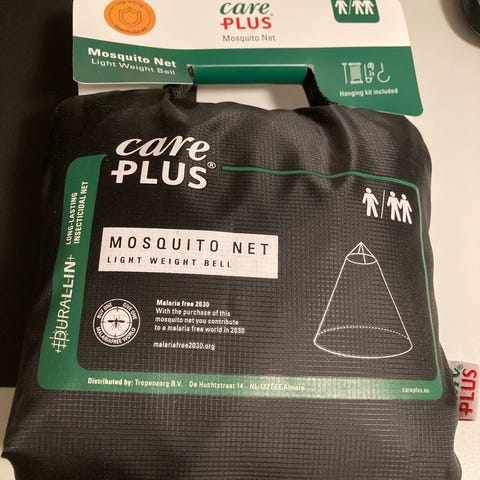 care
PLUS®
Mosquito Net
Mosquito Net
Light Weight Bell
Hanging kit included
care
PLUS®
#DURALLIN+
LONG-LASTING
INSECTICIDAL NET
MOSQUITO NET
LIGHT WEIGHT BELL
Malaria free 2030
With the purchase of this
mosquito net you contribute
to a malaria free world in 2030
malariafree2030.org
Distributed by: Tropenzorg B.V. De Huchtstraat 14 NL-1327 EE Almere
careplus.eu
PLUS